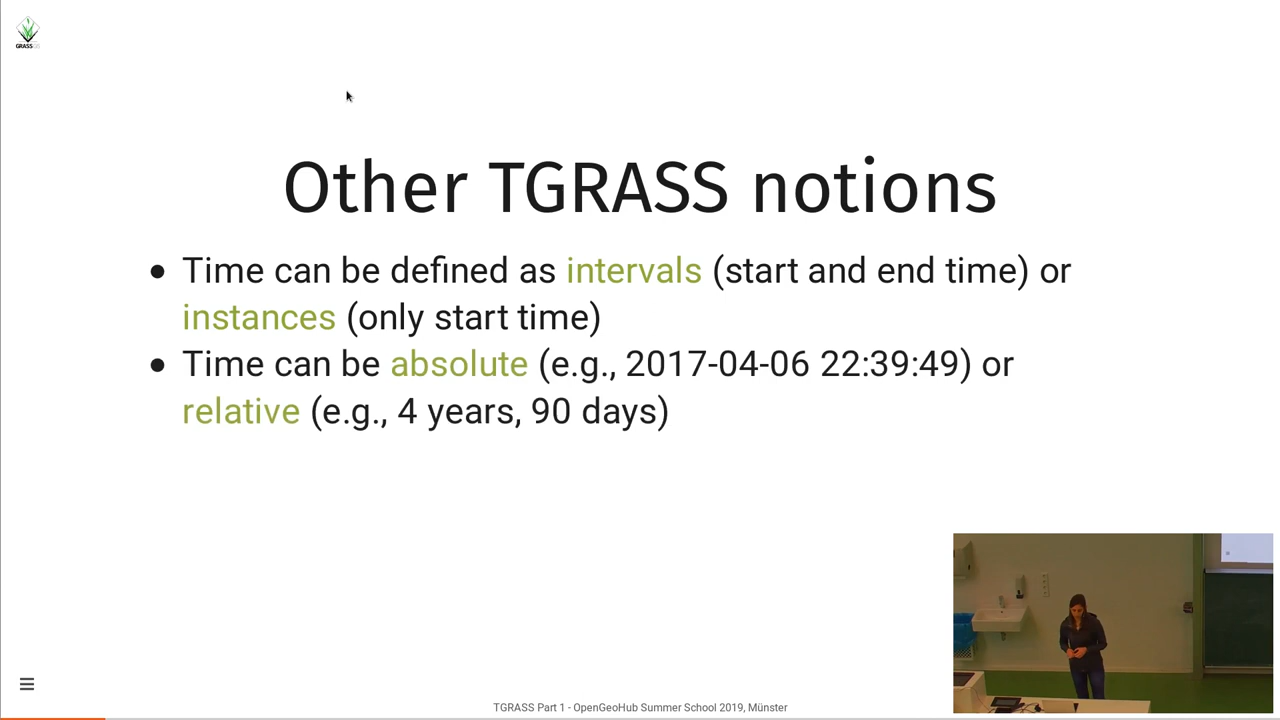 GRASS GIS
Other TGRASS notions
Time can be defined as intervals (start and end time) or
instances (only start time)
Time can be absolute (e.g., 2017-04-06 22:39:49) or
relative (e.g., 4 years, 90 days)
TGRASS Part 1 - OpenGeoHub Summer School 2019, Münster